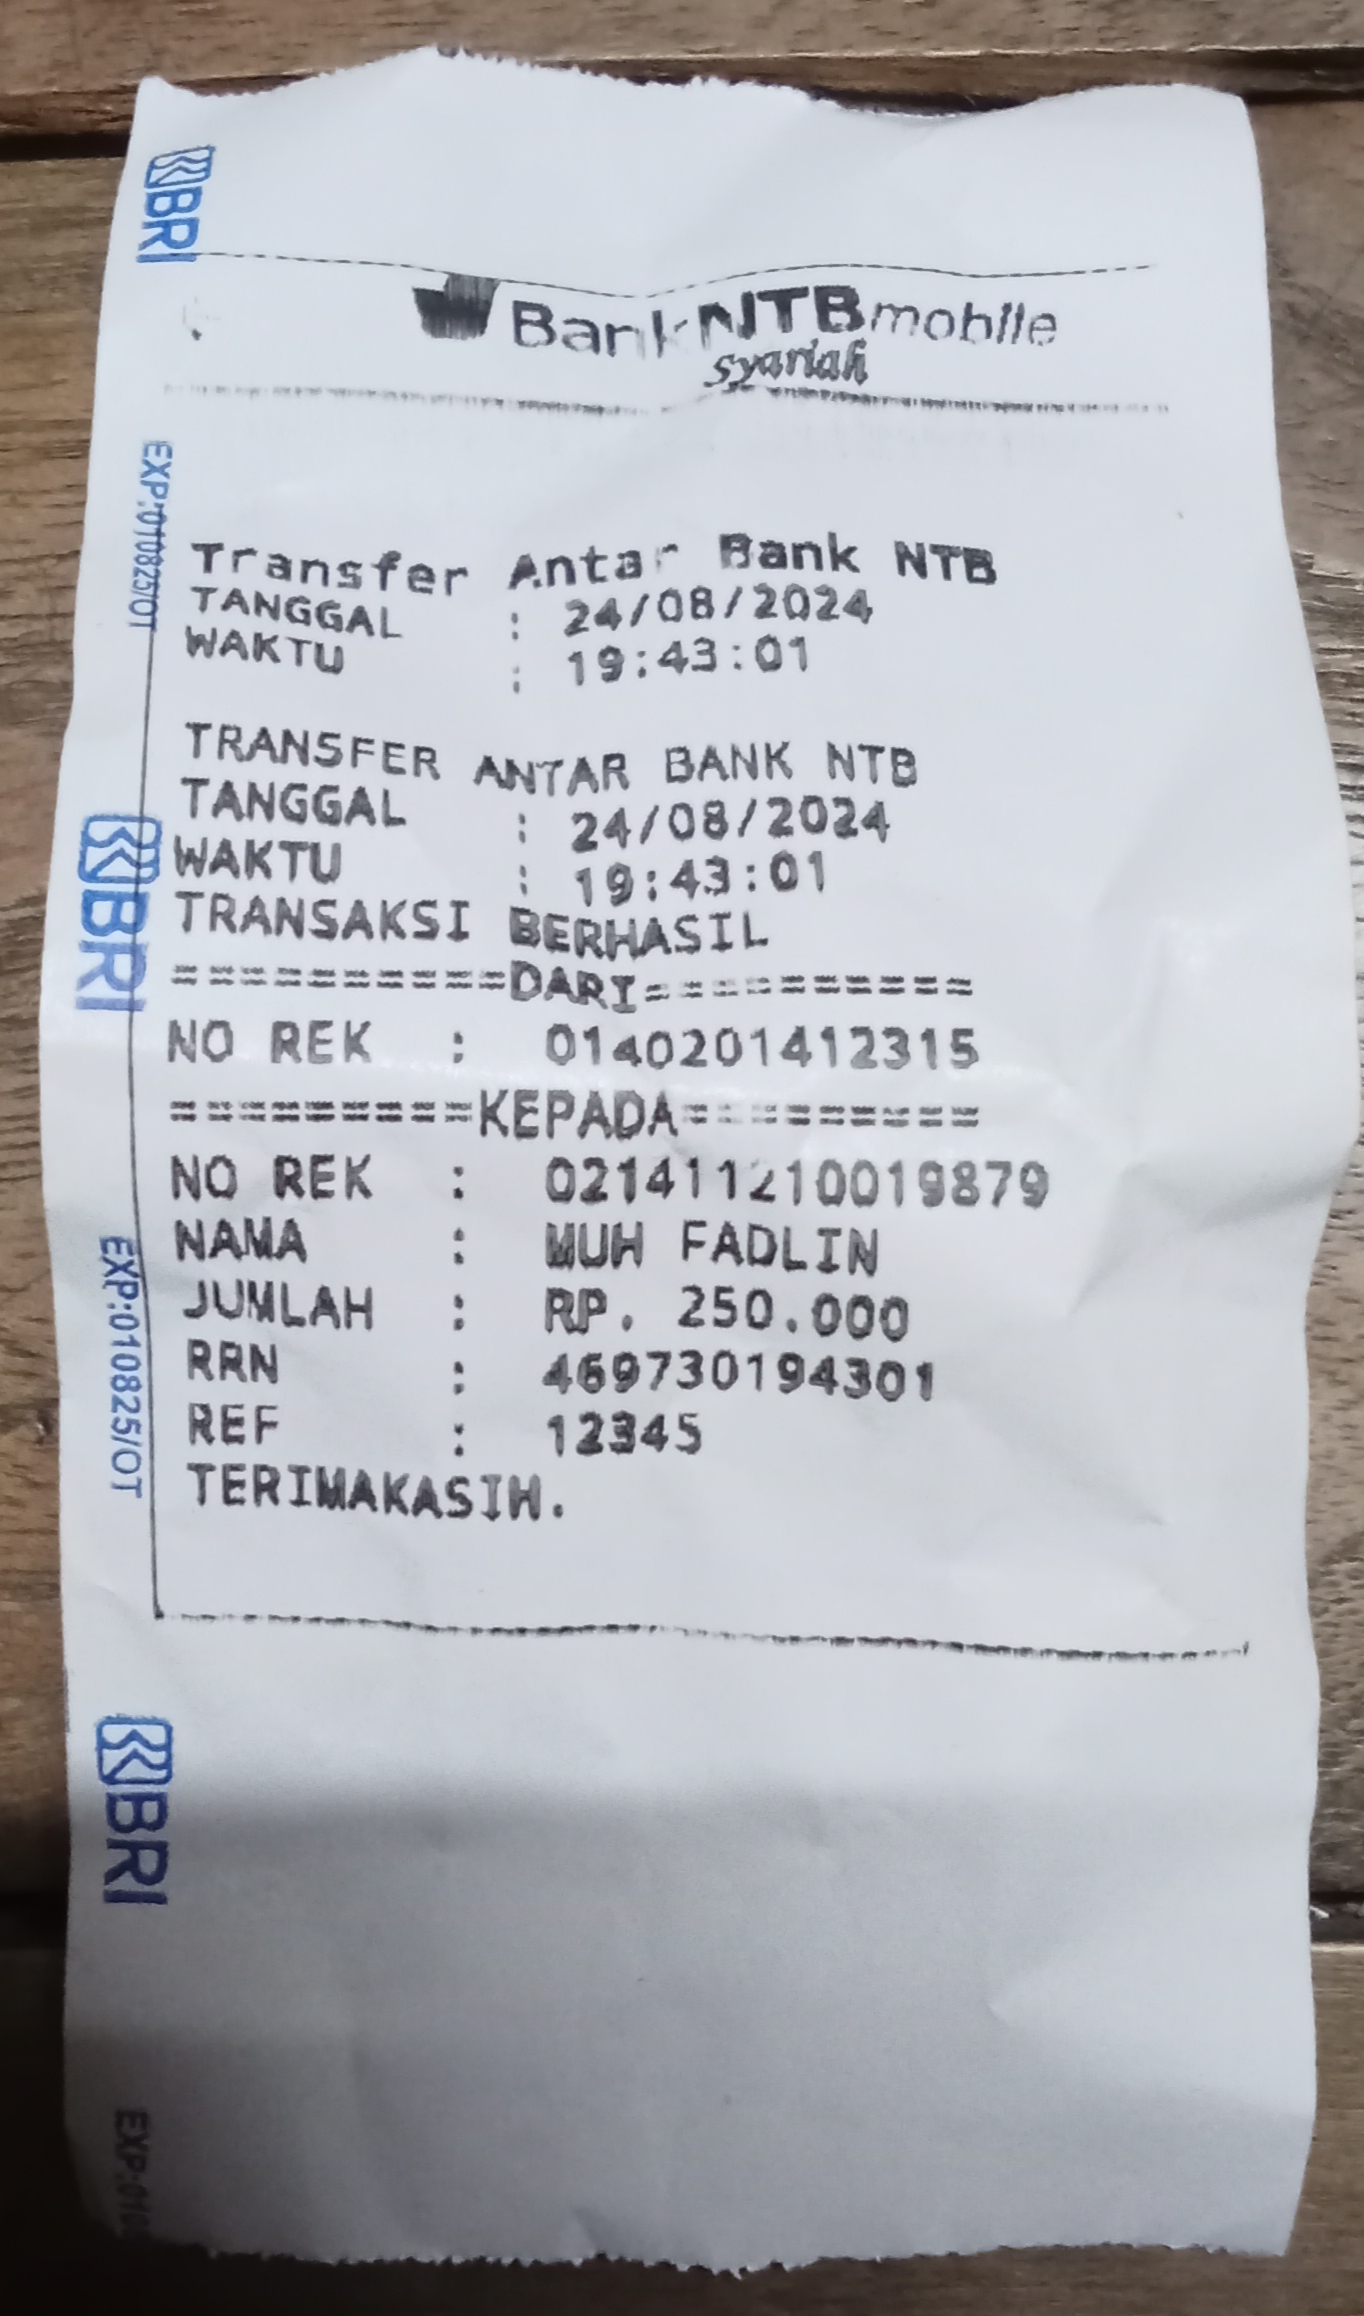 BRI
Bank NTB mobile
syariah
EXP:010825/OT
Transfer Antar Bank NTB
TANGGAL : 24/08/2024
WAKTU : 19:43:01
TRANSFER ANTAR BANK NTB
TANGGAL : 24/08/2024
WAKTU : 19:43:01
TRANSAKSI BERHASIL
BRI
==========DARI==========
NO REK : 0140201412315
=========KEPADA=========
NO REK : 021411210019879
NAMA : MUH FADLIN
JUMLAH : RP. 250.000
RRN : 469730194301
REF : 12345
TERIMAKASIH.
EXP:010825/OT
BRI